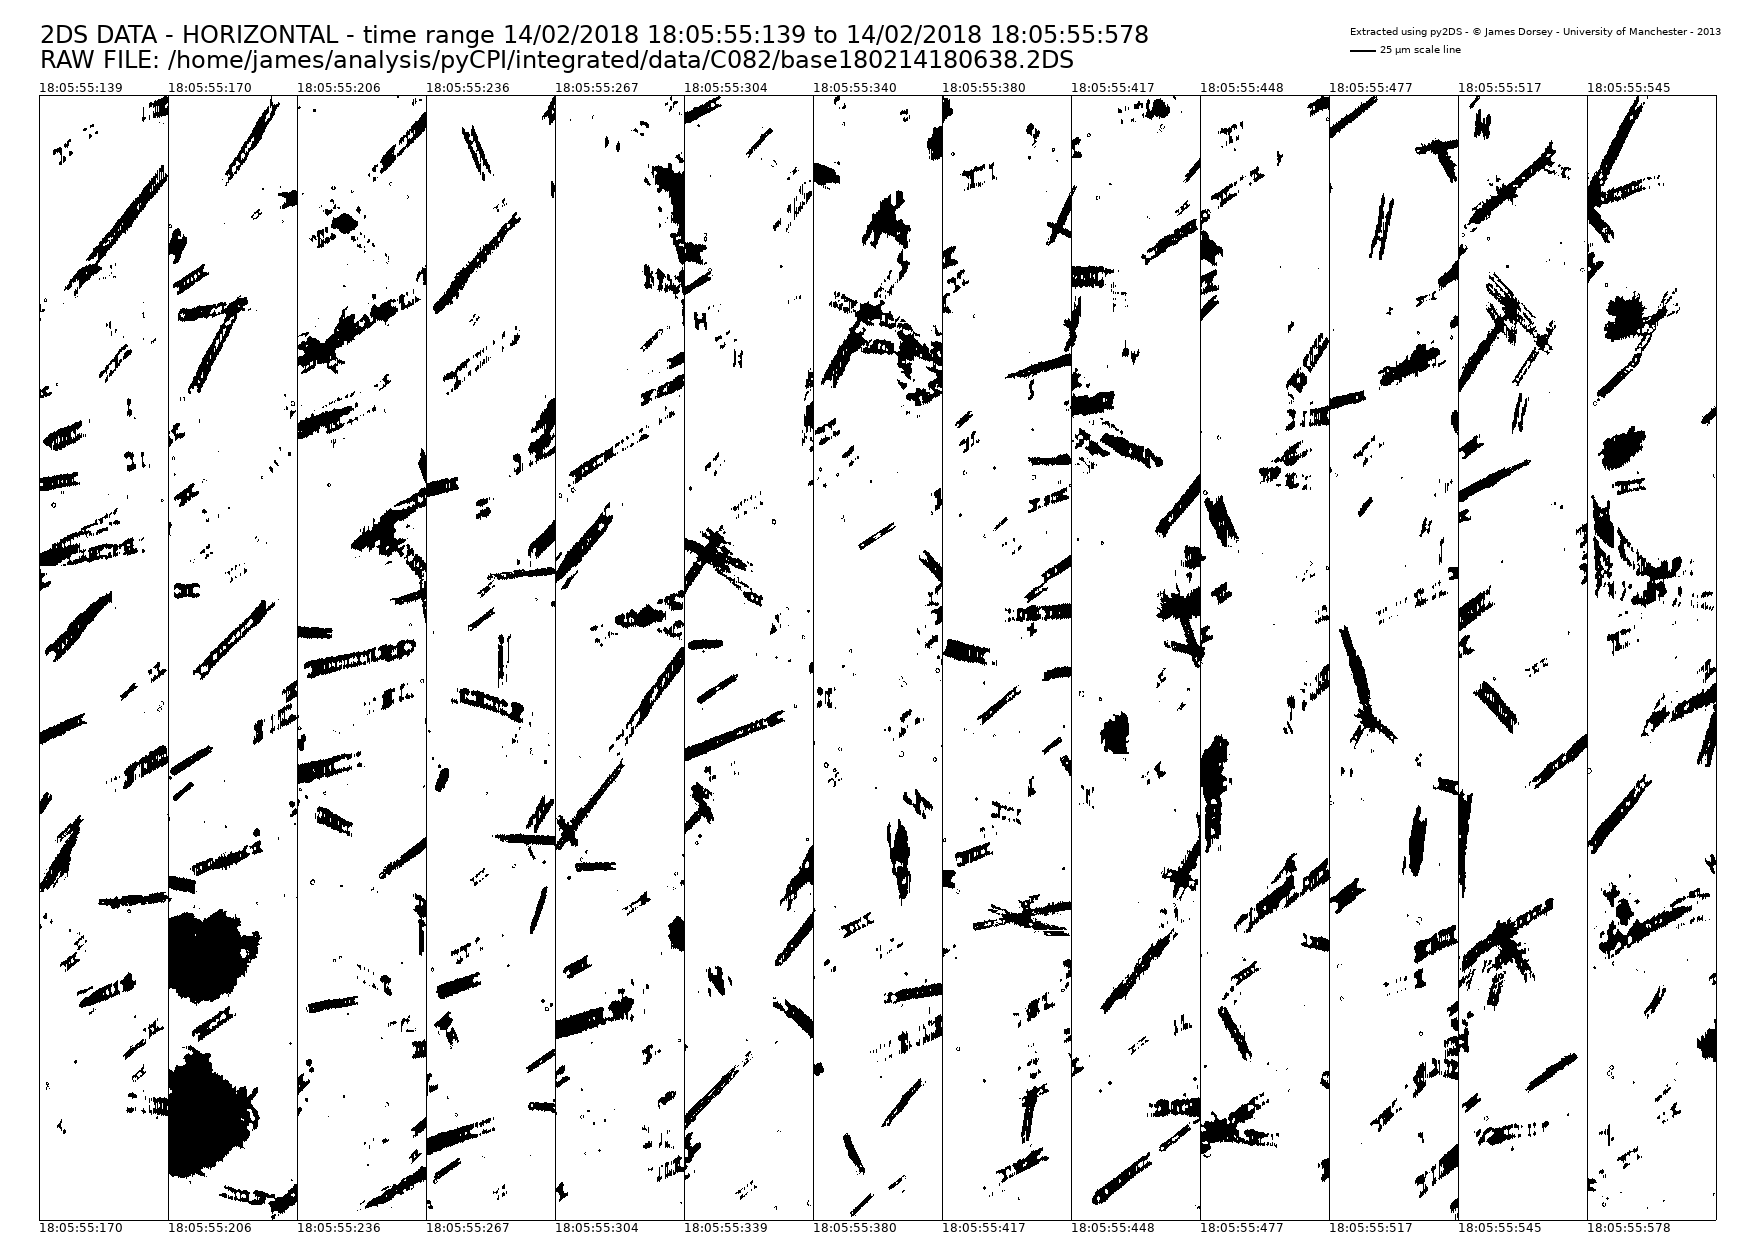 2DS DATA - HORIZONTAL - time range 14/02/2018 18:05:55:139 to 14/02/2018 18:05:55:578
RAW FILE: /home/james/analysis/pyCPI/integrated/data/C082/base180214180638.2DS
Extracted using py2DS - © James Dorsey - University of Manchester - 2013
25 µm scale line
18:05:55:139 18:05:55:170 18:05:55:206 18:05:55:236 18:05:55:267 18:05:55:304 18:05:55:340 18:05:55:380 18:05:55:417 18:05:55:448 18:05:55:477 18:05:55:517 18:05:55:545
18:05:55:170 18:05:55:206 18:05:55:236 18:05:55:267 18:05:55:304 18:05:55:339 18:05:55:380 18:05:55:417 18:05:55:448 18:05:55:477 18:05:55:517 18:05:55:545 18:05:55:578